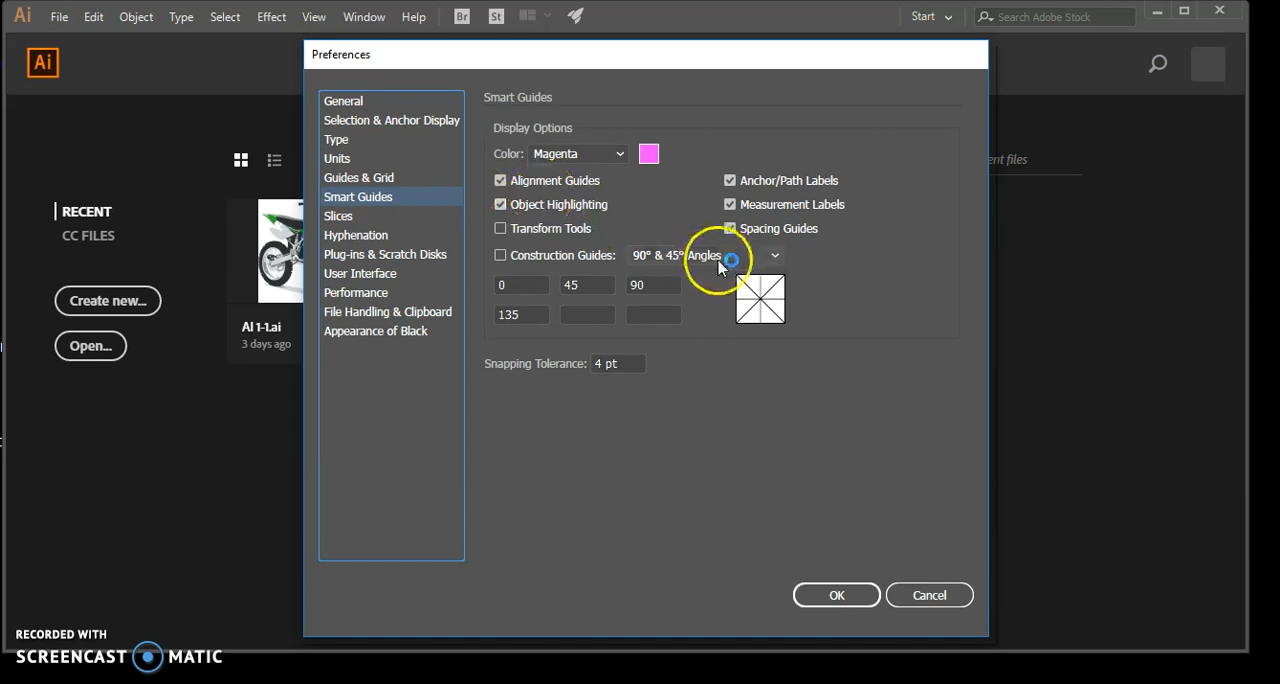 Ai File Edit Object Type Select Effect View Window Help Br St Start Search Adobe Stock
Ai
Preferences
General
Selection & Anchor Display
Type
Units
Guides & Grid
Smart Guides
Slices
Hyphenation
Plug-ins & Scratch Disks
User Interface
Performance
File Handling & Clipboard
Appearance of Black
Smart Guides
Display Options
Color: Magenta
Alignment Guides Anchor/Path Labels
Object Highlighting Measurement Labels
Transform Tools Spacing Guides
Construction Guides: 90° & 45° Angles
0 45 90
135
Snapping Tolerance: 4 pt
OK Cancel
RECENT
CC FILES
Create new...
Open...
AI 1-1.ai
3 days ago
ent files
RECORDED WITH
SCREENCAST MATIC